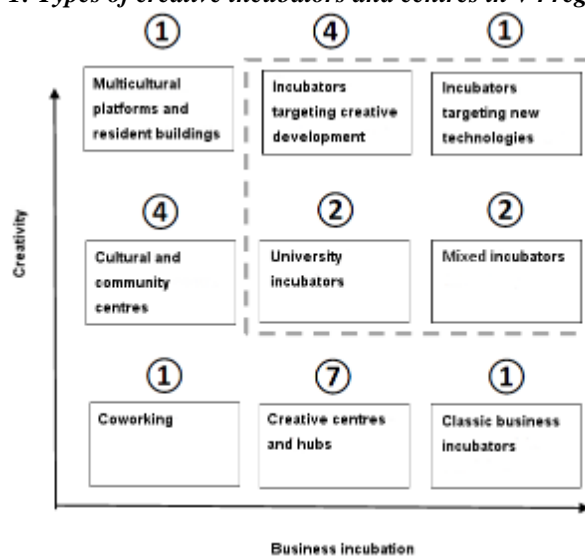 1. Types of creative incubators and centres in V4 reg
1 4 1
Multicultural platforms and resident buildings
Incubators targeting creative development
Incubators targeting new technologies
4 2 2
Cultural and community centres
University incubators
Mixed incubators
1 7 1
Coworking
Creative centres and hubs
Classic business incubators
Creativity
Business incubation